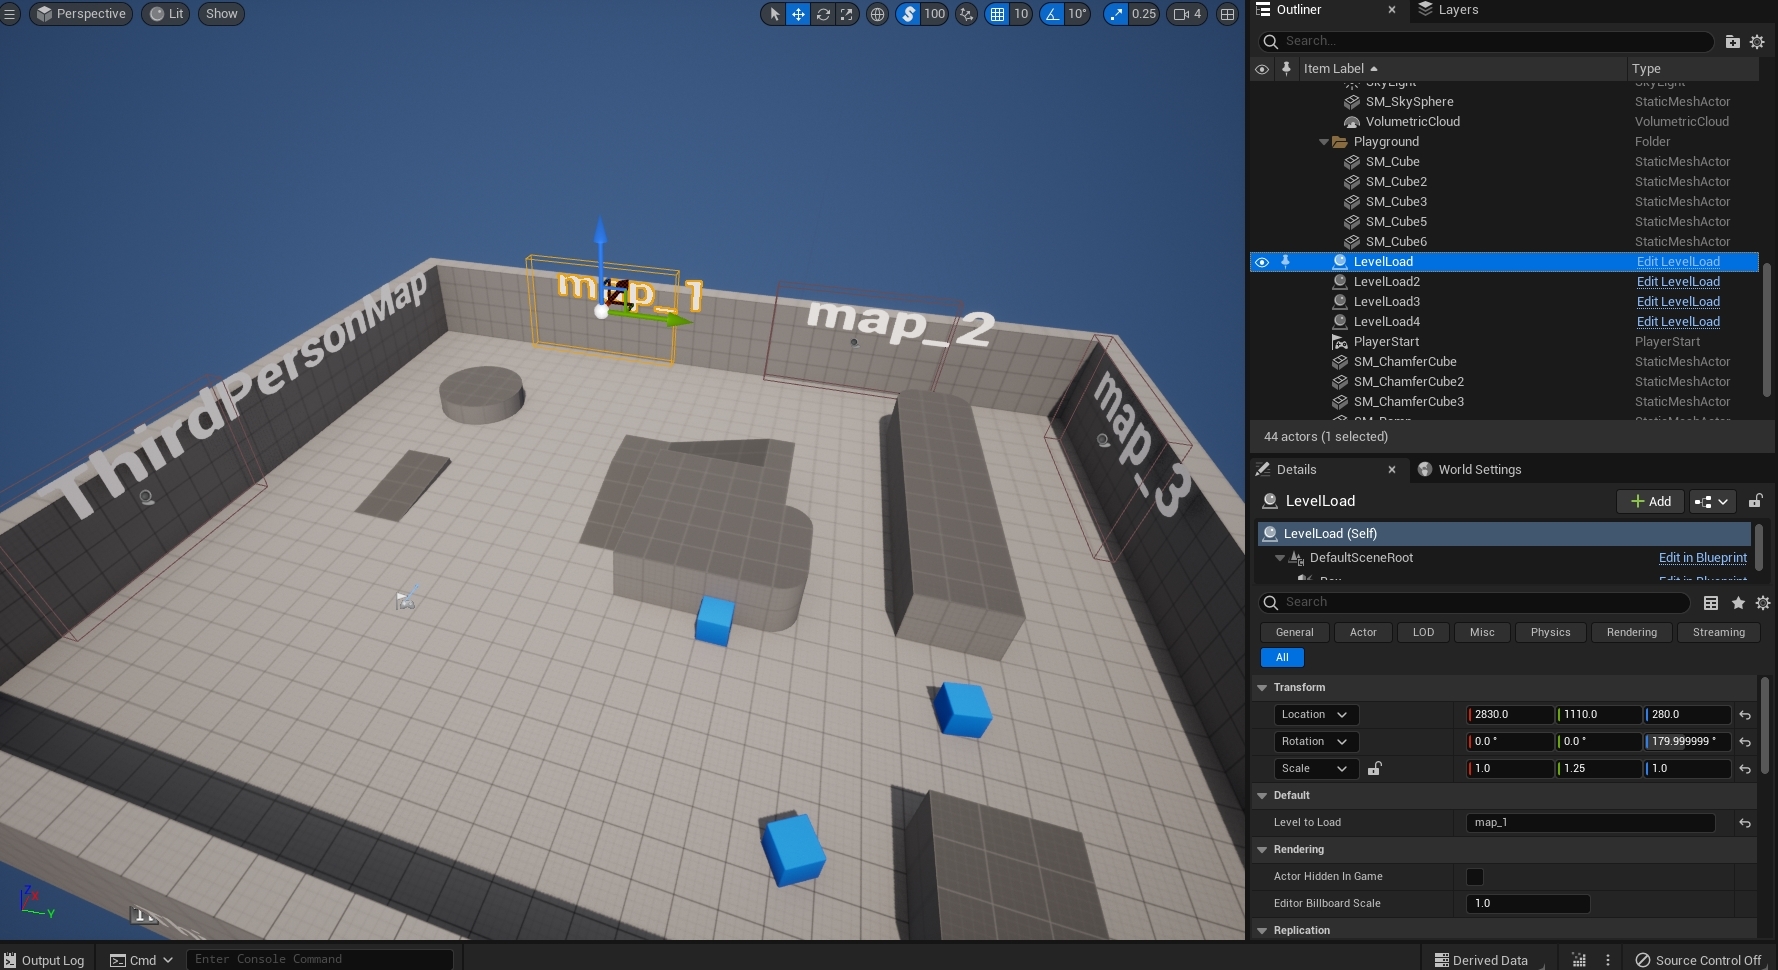 Perspective
Lit
Show
100
10
10°
0.25
4
Outliner
Layers
Search...
Item Label
Type
SkyLight
SkyLight
SM_SkySphere
StaticMeshActor
VolumetricCloud
VolumetricCloud
Playground
Folder
SM_Cube
StaticMeshActor
SM_Cube2
StaticMeshActor
SM_Cube3
StaticMeshActor
SM_Cube5
StaticMeshActor
SM_Cube6
StaticMeshActor
LevelLoad
Edit LevelLoad
LevelLoad2
Edit LevelLoad
LevelLoad3
Edit LevelLoad
LevelLoad4
Edit LevelLoad
PlayerStart
PlayerStart
SM_ChamferCube
StaticMeshActor
SM_ChamferCube2
StaticMeshActor
SM_ChamferCube3
StaticMeshActor
44 actors (1 selected)
ThirdPersonMap
map_1
map_2
map_3
Details
World Settings
LevelLoad
Add
LevelLoad (Self)
DefaultSceneRoot
Edit in Blueprint
Edit in Blueprint
Search
General
Actor
LOD
Misc
Physics
Rendering
Streaming
All
Transform
Location
2830.0
1110.0
280.0
Rotation
0.0 °
0.0 °
179.999999 °
Scale
1.0
1.25
1.0
Default
Level to Load
map_1
Rendering
Actor Hidden In Game
Editor Billboard Scale
1.0
Replication
Z
X
Y
Output Log
Cmd
Enter Console Command
Derived Data
Source Control Off